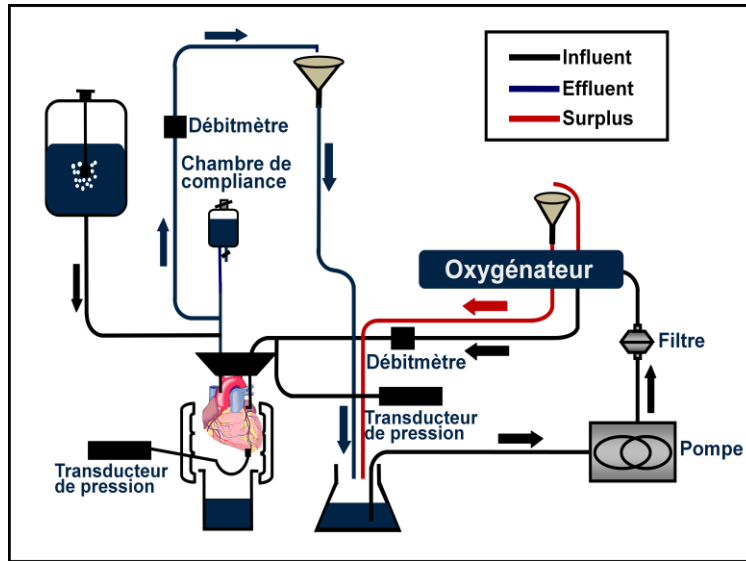 Influent
Effluent
Surplus
Débitmètre
Chambre de
compliance
Oxygénateur
Filtre
Débitmètre
Transducteur
de pression
Pompe
Transducteur
de pression